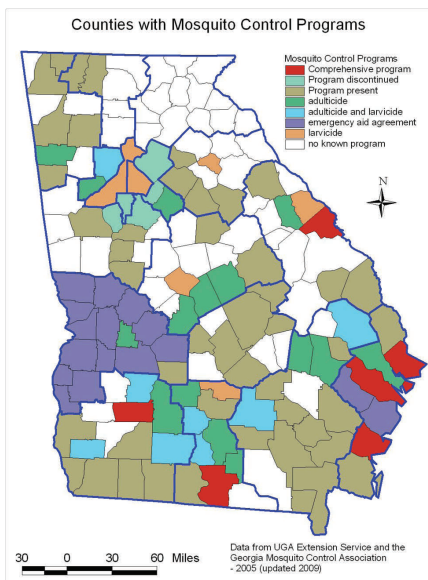 Counties with Mosquito Control Programs
Mosquito Control Programs
Comprehensive program
Program discontinued
Program present
adulticide
adulticide and larvicide
emergency aid agreement
larvicide
no known program
N
30 0 30 60 Miles
Data from UGA Extension Service and the
Georgia Mosquito Control Association
- 2005 (updated 2009)